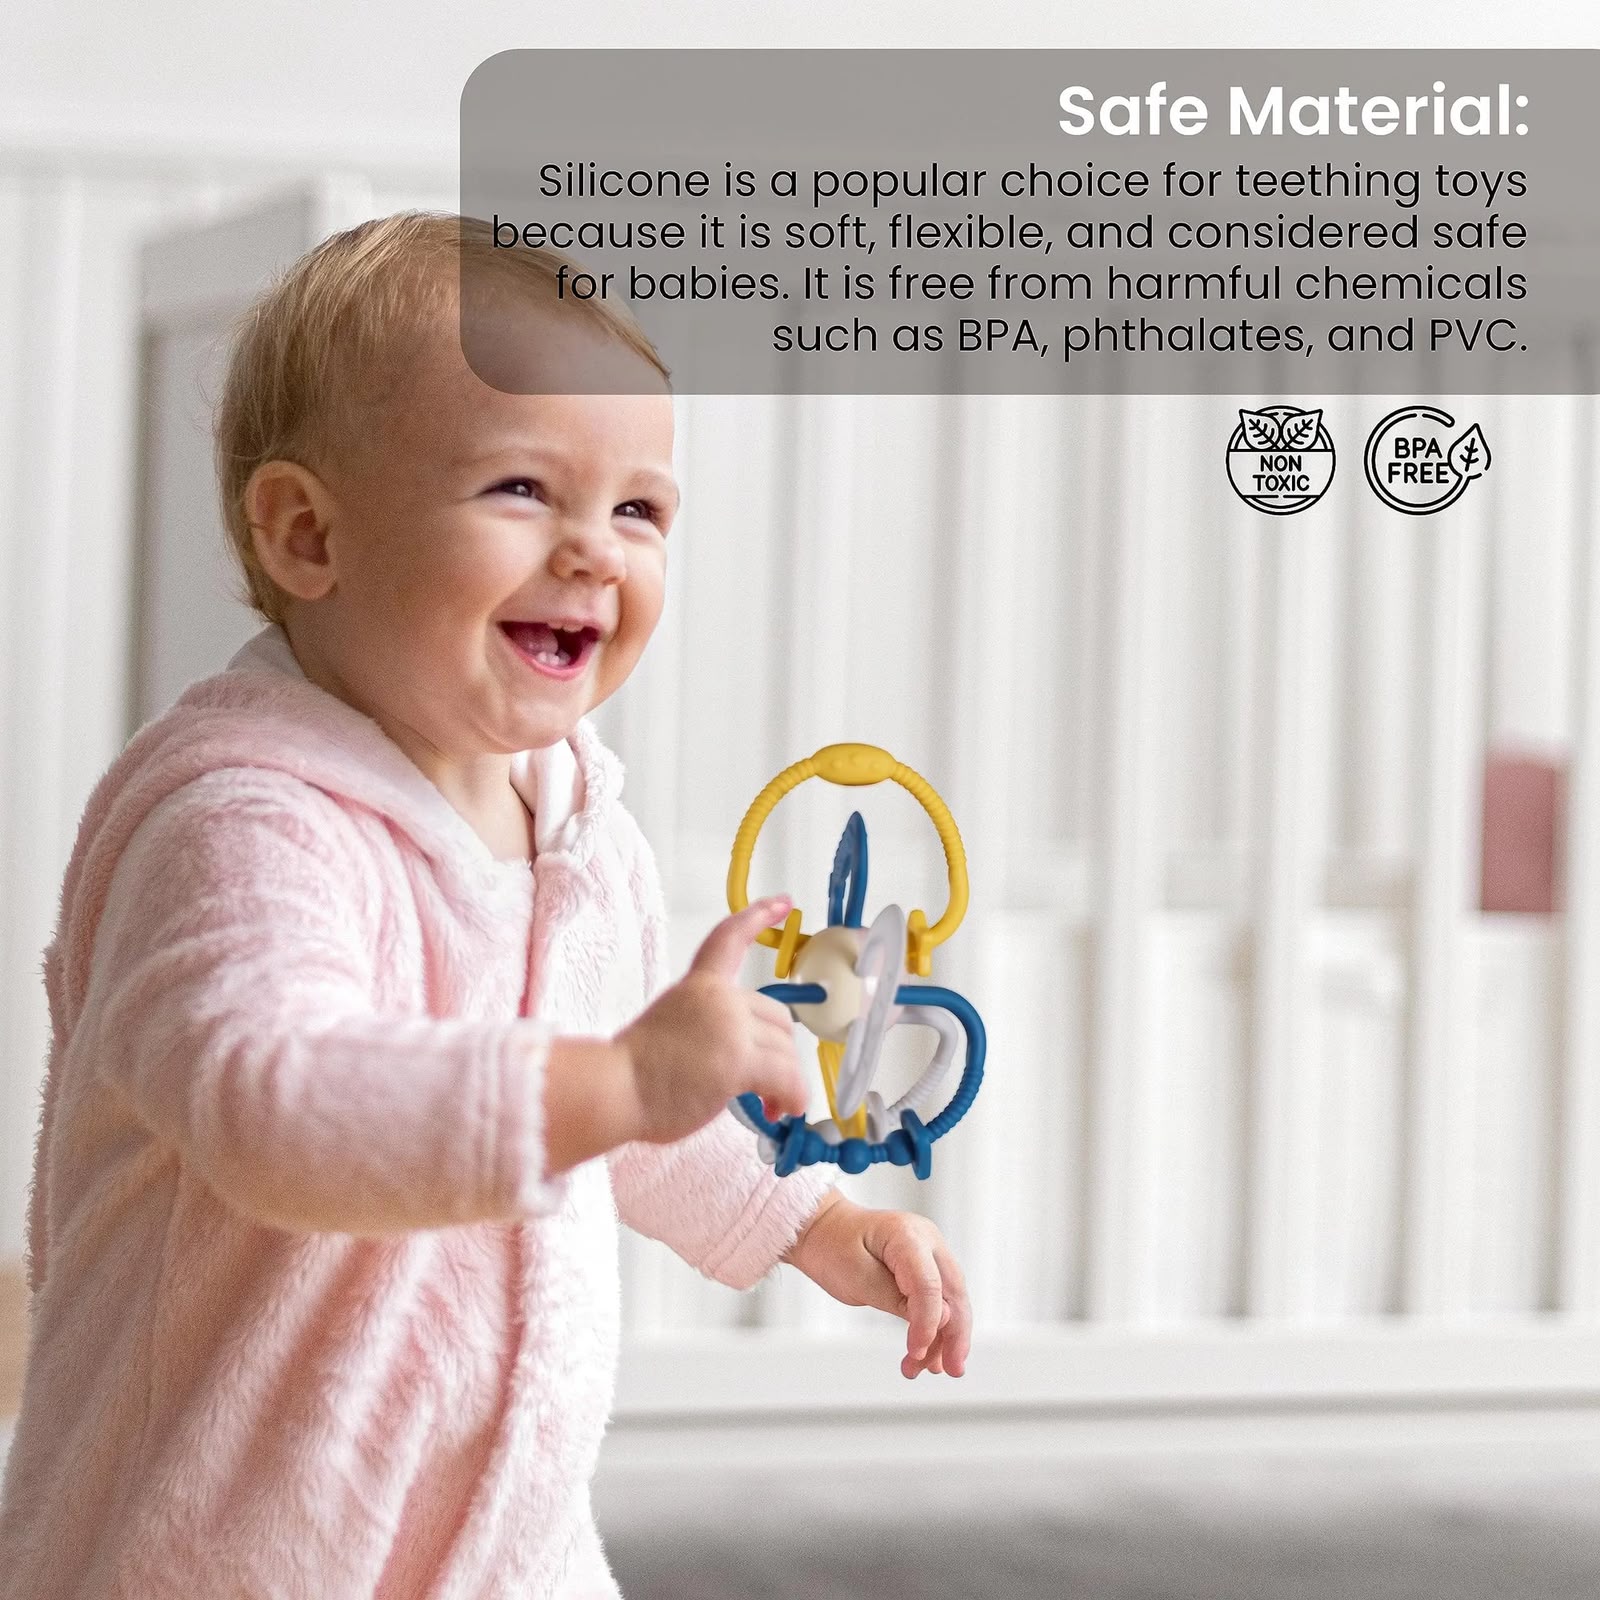 Safe Material:
Silicone is a popular choice for teething toys
because it is soft, flexible, and considered safe
for babies. It is free from harmful chemicals
such as BPA, phthalates, and PVC.
NON
TOXIC
BPA
FREE